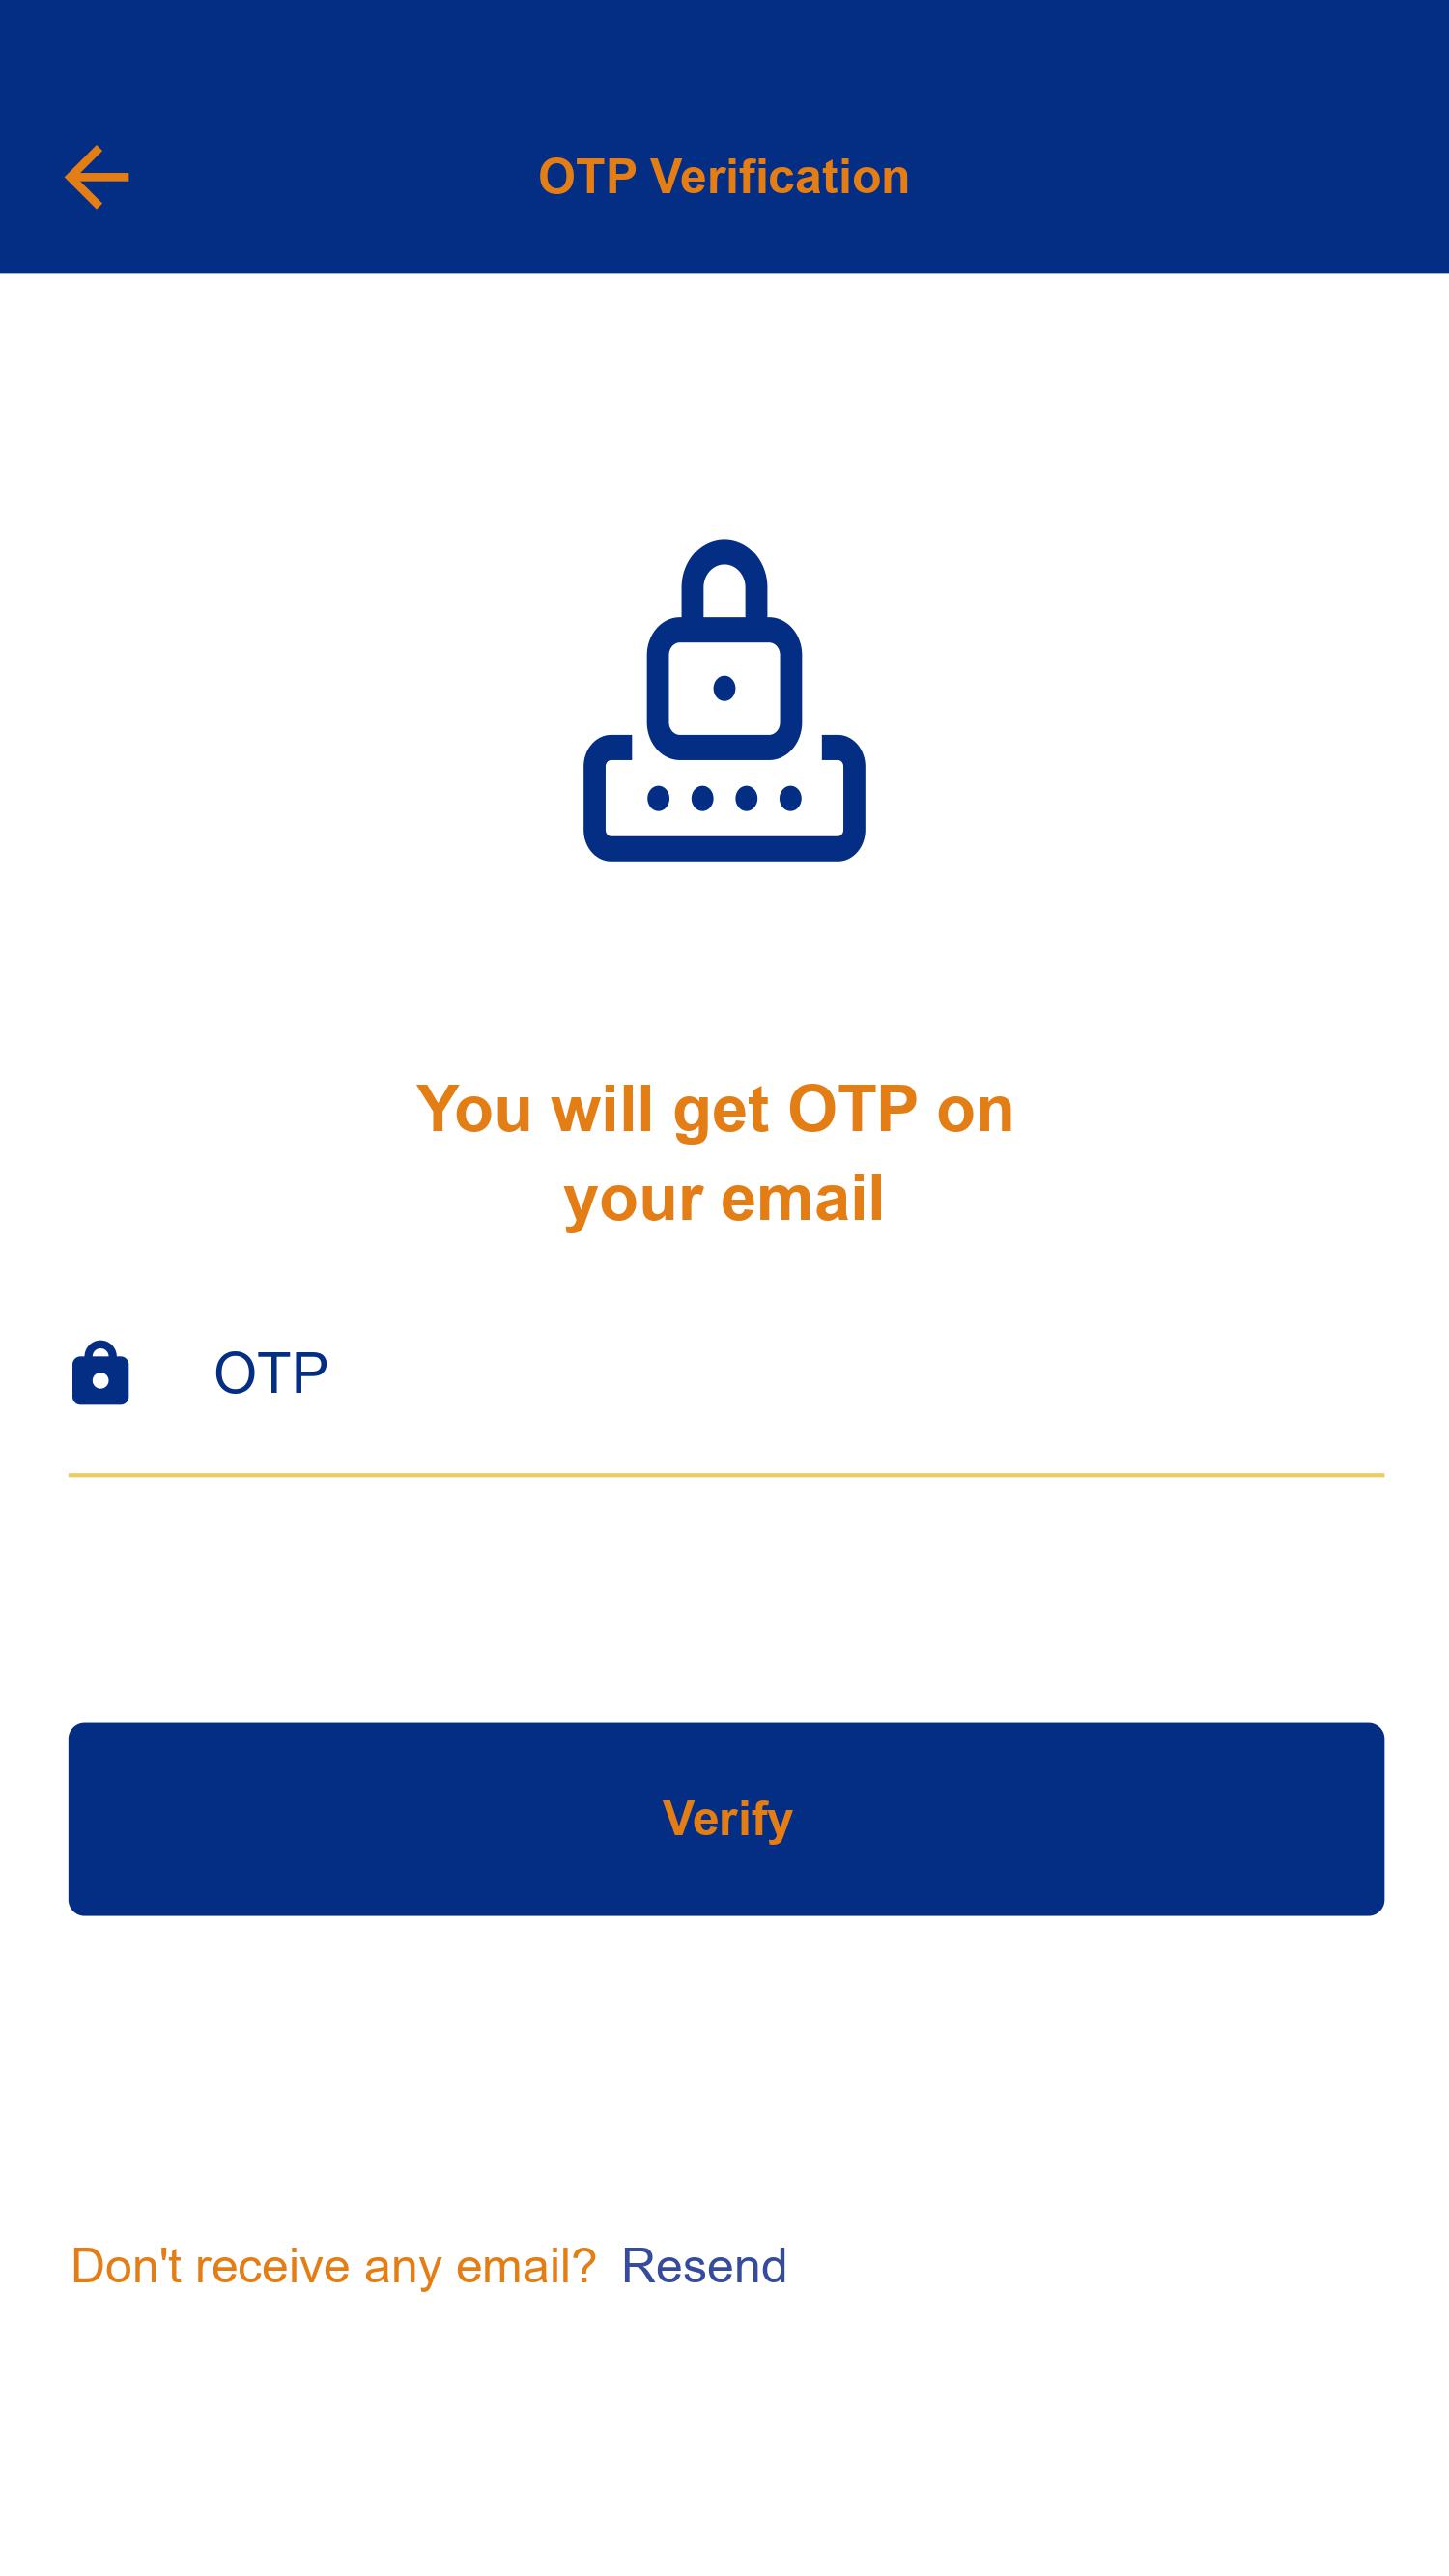 OTP Verification
You will get OTP on
your email
OTP
Verify
Don't receive any email? Resend